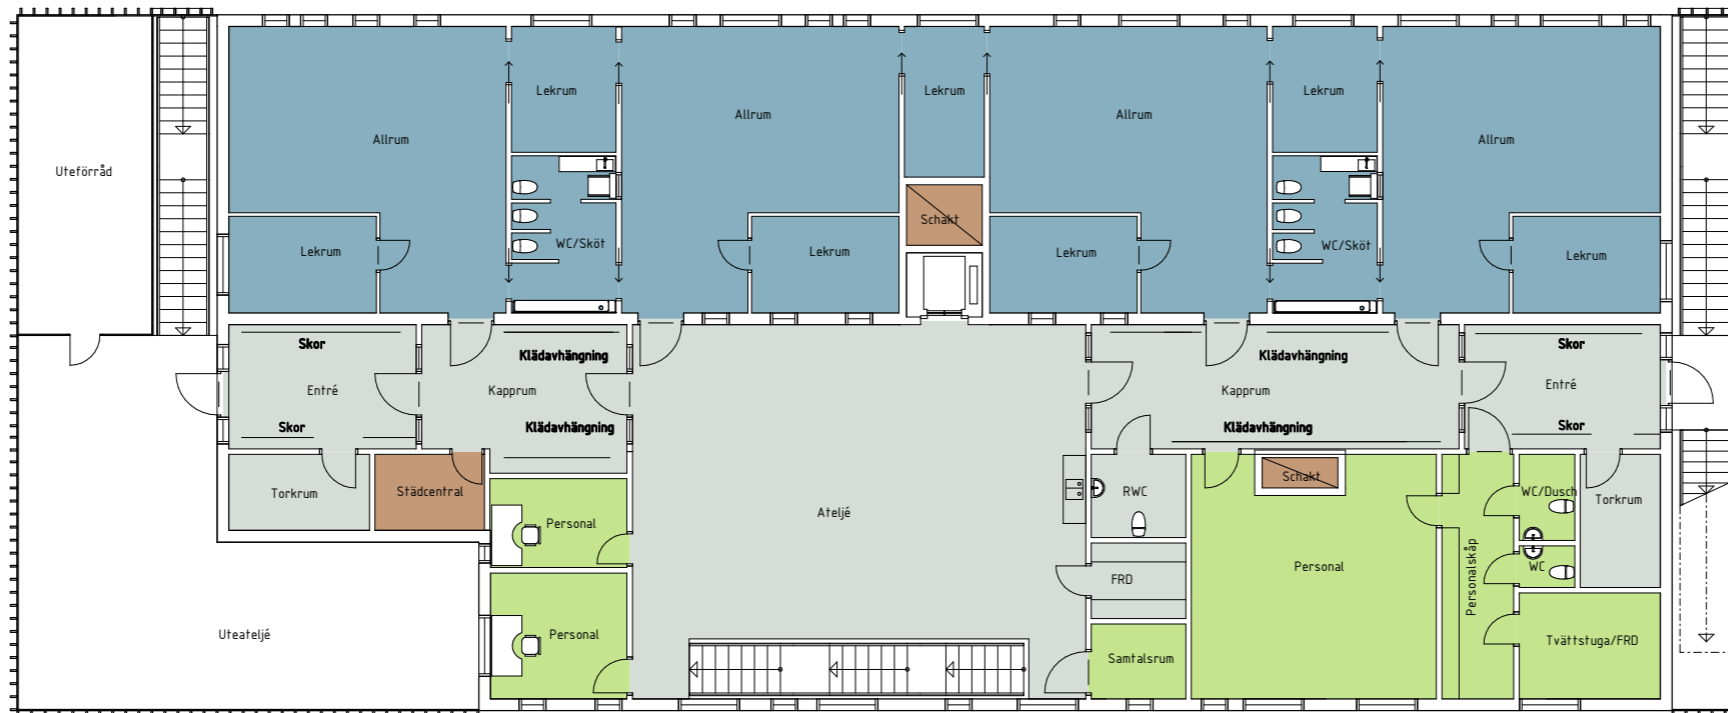 Lekrum
Lekrum
Lekrum
Allrum
Allrum
Allrum
Allrum
Uteförråd
Schakt
WC/Sköt
WC/Sköt
Lekrum
Lekrum
Lekrum
Lekrum
Skor
Klädavhängning
Klädavhängning
Skor
Entré
Kapprum
Kapprum
Entré
Skor
Klädavhängning
Klädavhängning
Skor
Torkrum
Städcentral
Schakt
RWC
WC/Dusch
Torkrum
Personal
Ateljé
Personal
WC
FRD
Personalskåp
Uteateljé
Personal
Samtalsrum
Tvättstuga/FRD